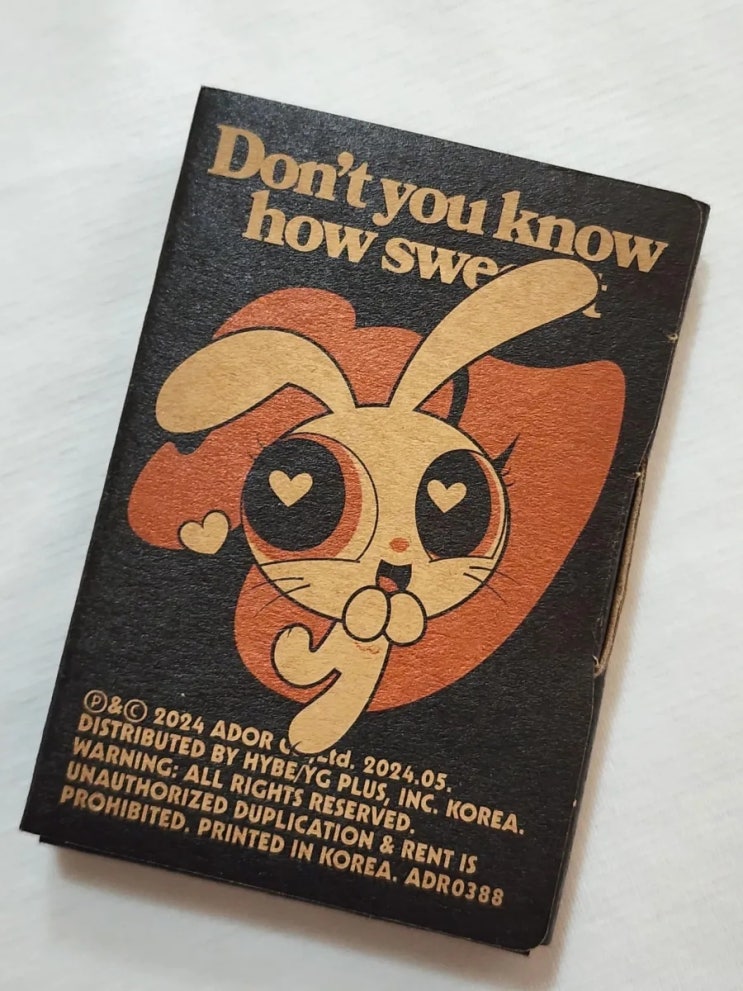 Don't you know
how swe
Ⓟ&Ⓒ 2024 ADOR Ltd. 2024.05.
DISTRIBUTED BY HYBE/YG PLUS, INC. KOREA.
WARNING: ALL RIGHTS RESERVED.
UNAUTHORIZED DUPLICATION & RENT IS
PROHIBITED. PRINTED IN KOREA. ADR0388